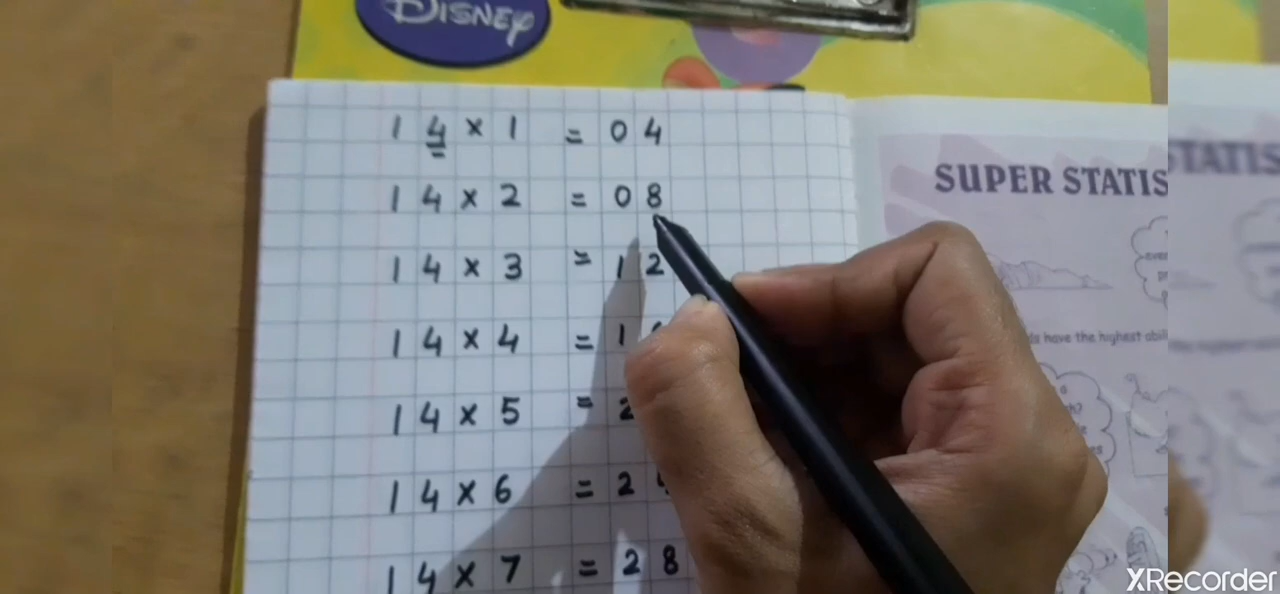 Disney
1 4 × 1 = 0 4
1 4 × 2 = 0 8
1 4 × 3 = 1 2
1 4 × 4 = 1
1 4 × 5 = 2
1 4 × 6 = 2
1 4 × 7 = 2 8
SUPER STATIS
have the highest abil
XRecorder